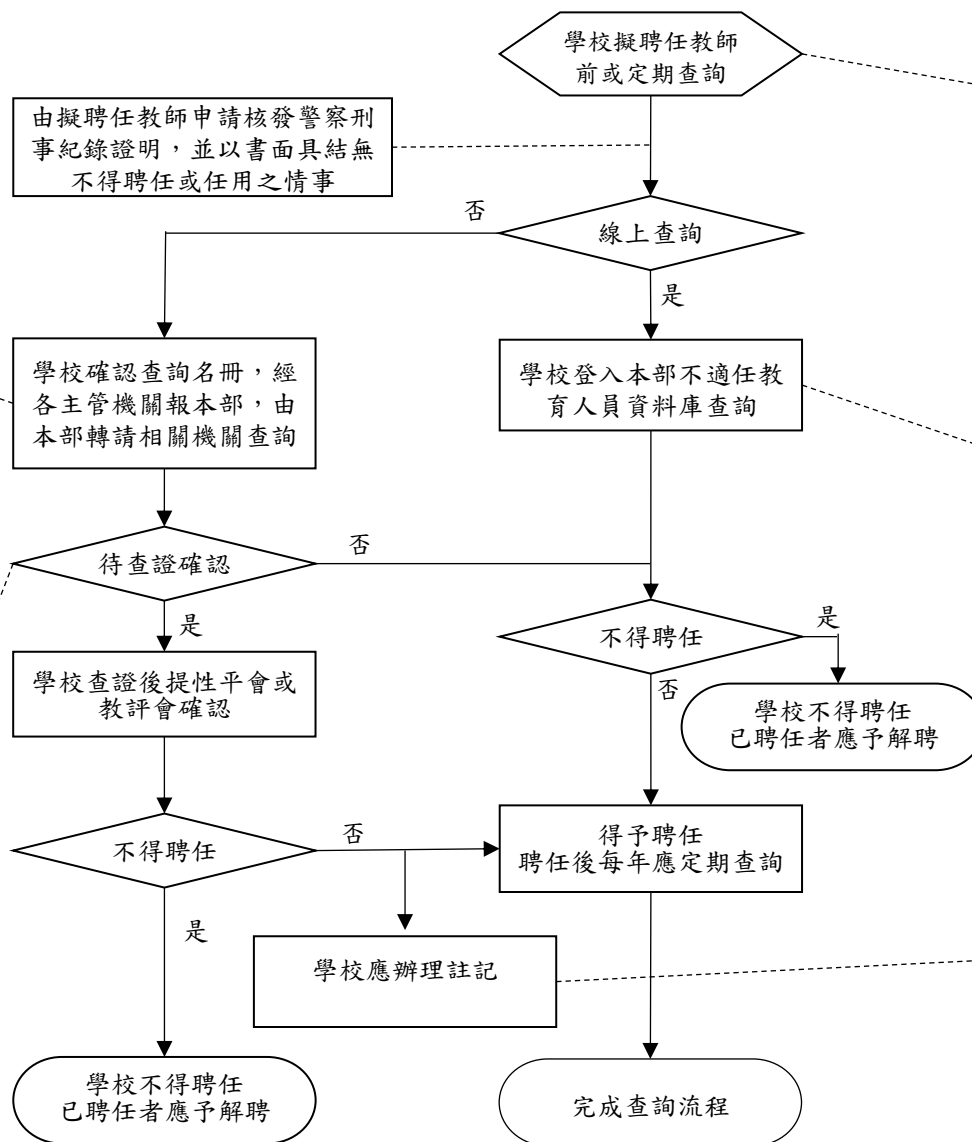 學校擬聘任教師
前或定期查詢
由擬聘任教師申請核發警察刑
事紀錄證明，並以書面具結無
不得聘任或任用之情事
否
線上查詢
是
學校確認查詢名冊，經
各主管機關報本部，由
本部轉請相關機關查詢
學校登入本部不適任教
育人員資料庫查詢
待查證確認
否
是
不得聘任
是
否
學校查證後提性平會或
教評會確認
學校不得聘任
已聘任者應予解聘
不得聘任
否
是
得予聘任
聘任後每年應定期查詢
學校應辦理註記
學校不得聘任
已聘任者應予解聘
完成查詢流程